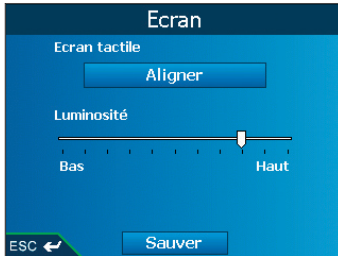 Ecran
Ecran tactile
Aligner
Luminosité
Bas Haut
ESC Sauver